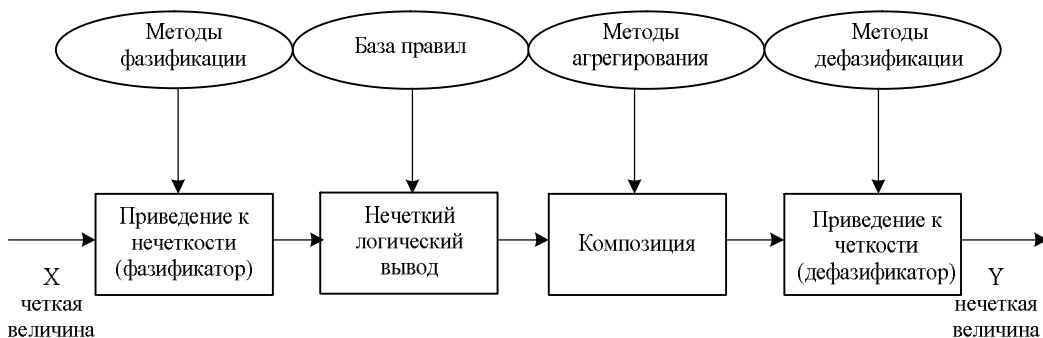 Методы
фазификации
База правил
Методы
агрегирования
Методы
дефазификации
Приведение к
нечеткости
(фазификатор)
Нечеткий
логический
вывод
Композиция
Приведение к
четкости
(дефазификатор)
X
четкая
величина
Y
нечеткая
величина